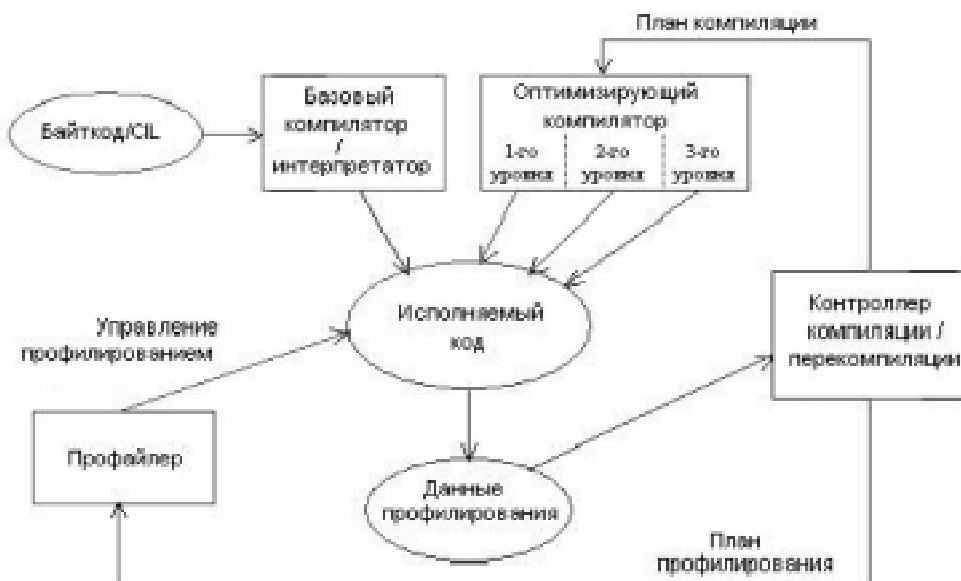 План компиляции
Базовый
компилятор
/
интерпретатор
Оптимизирующий
компилятор
1-го
уровня
2-го
уровня
3-го
уровня
Байткод/CIL
Исполняемый
код
Управление
профилированием
Контроллер
компиляции /
перекомпиляции
Профайлер
Данные
профилирования
План
профилирования